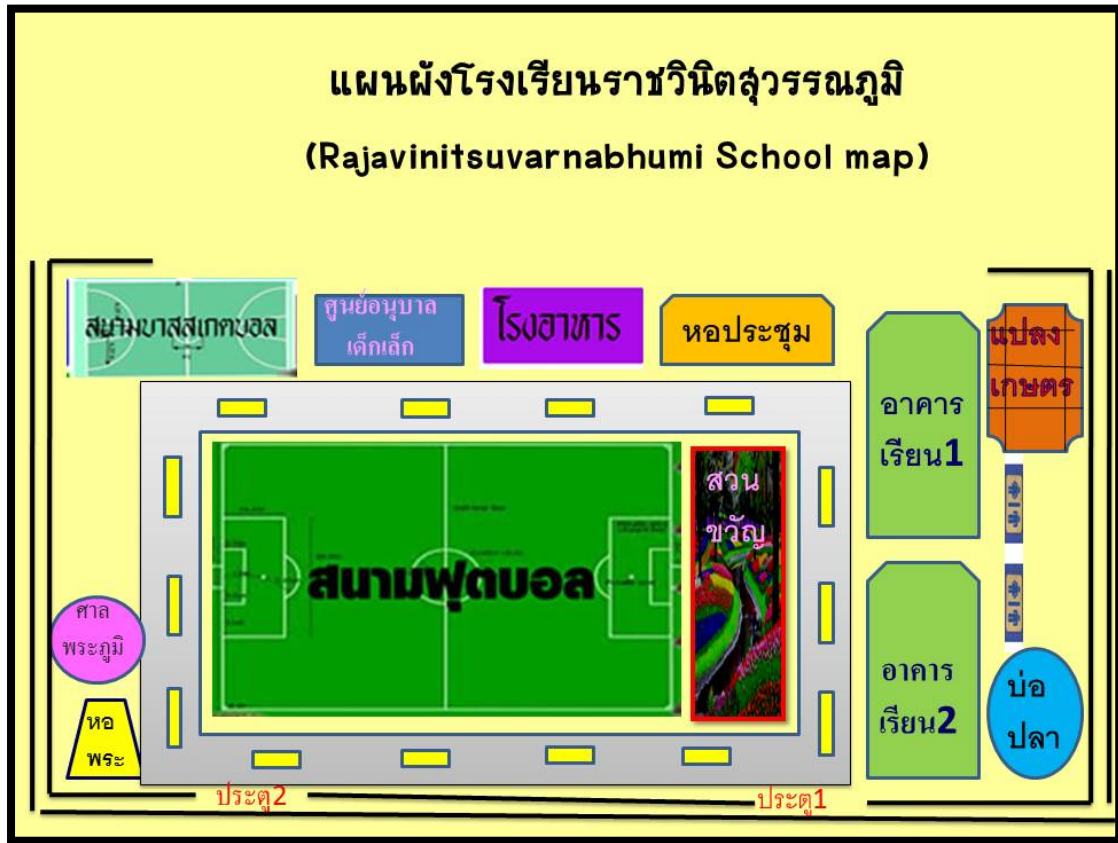 แผนผังโรงเรียนราชวินิตสุวรรณภูมิ
(Rajavinitsuvarnabhumi School map)
สนามบาสสเกตบอล
ศูนย์อนุบาล
เด็กเล็ก
โรงอาหาร
หอประชุม
อาคาร
เรียน1
แปลง
เกษตร
สวน
ขวัญ
สนามฟุตบอล
ศาล
พระภูมิ
หอ
พระ
อาคาร
เรียน2
บ่อ
ปลา
ประตู2
ประตู1